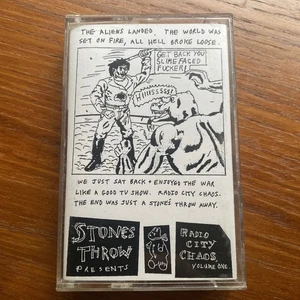 THE ALIENS LANDED. THE WORLD WAS
SET ON FIRE, ALL HELL BROKE LOOSE.
GET BACK YOU
SLIME FACED
FUCKER!
HIIISSSSS!
WE JUST SAT BACK + ENJOYED THE WAR
LIKE A GOOD TV SHOW. RADIO CITY CHAOS.
THE END WAS JUST A STONE'S THROW AWAY.
STONES
THROW
PRESENTS
RADIO
CITY
CHAOS
VOLUME ONE.